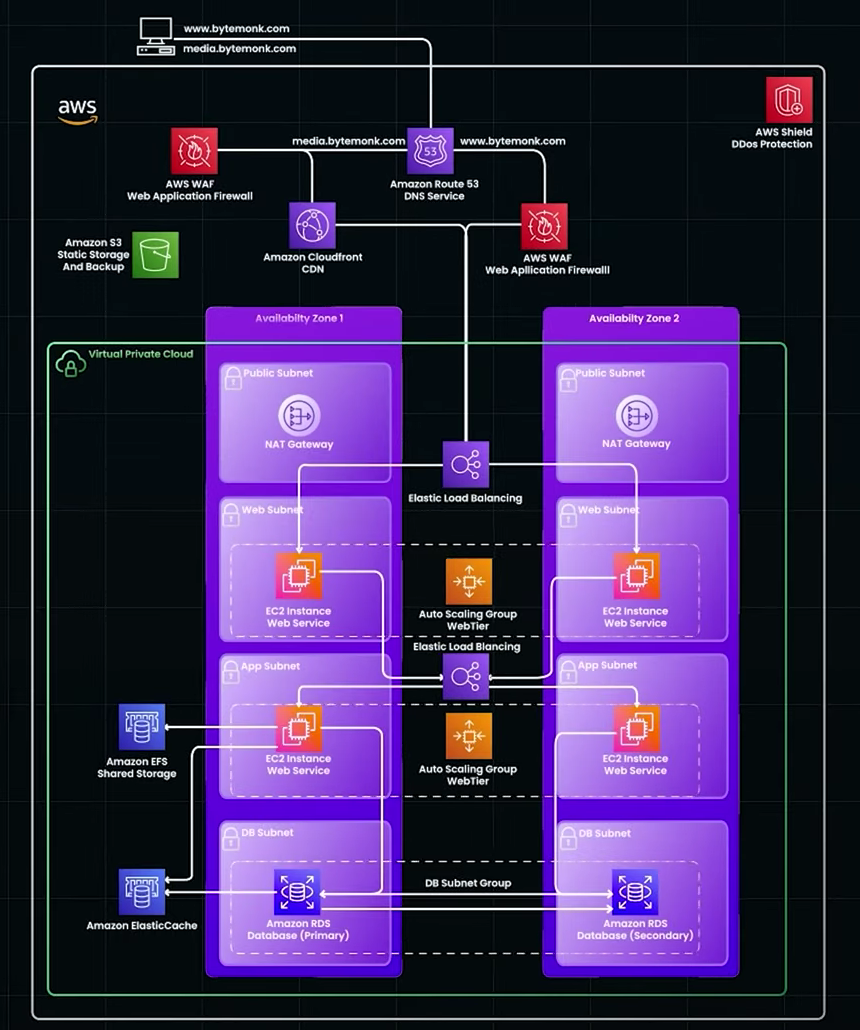 www.bytemonk.com
media.bytemonk.com
aws
AWS Shield
DDos Protection
media.bytemonk.com
www.bytemonk.com
53
AWS WAF
Web Application Firewall
Amazon Route 53
DNS Service
Amazon S3
Static Storage
And Backup
Amazon Cloudfront
CDN
AWS WAF
Web Apllication Firewalll
Availabilty Zone 1
Availabilty Zone 2
Virtual Private Cloud
Public Subnet
NAT Gateway
Public Subnet
NAT Gateway
Elastic Load Balancing
Web Subnet
EC2 Instance
Web Service
Web Subnet
EC2 Instance
Web Service
Auto Scaling Group
WebTier
Elastic Load Blancing
App Subnet
EC2 Instance
Web Service
App Subnet
EC2 Instance
Web Service
Auto Scaling Group
WebTier
Amazon EFS
Shared Storage
DB Subnet
DB Subnet
DB Subnet Group
Amazon ElasticCache
Amazon RDS
Database (Primary)
Amazon RDS
Database (Secondary)